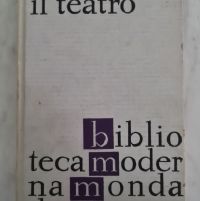 il teatro
biblio
teca moder
na monda